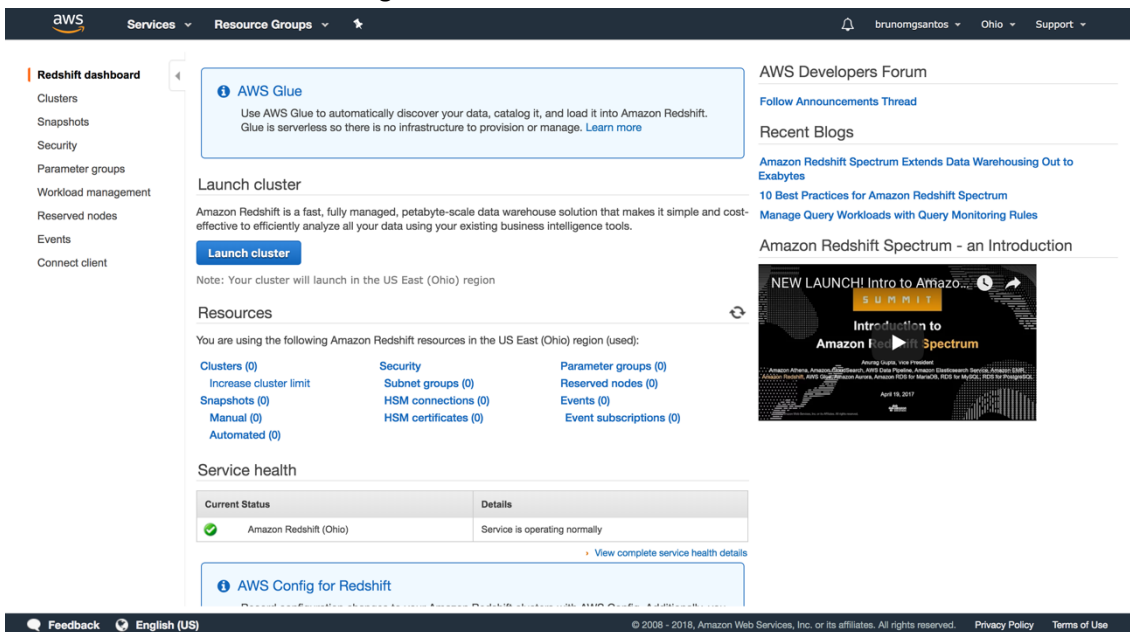 aws Services Resource Groups brunomgsantos Ohio Support
Redshift dashboard
Clusters
Snapshots
Security
Parameter groups
Workload management
Reserved nodes
Events
Connect client
AWS Glue
Use AWS Glue to automatically discover your data, catalog it, and load it into Amazon Redshift.
Glue is serverless so there is no infrastructure to provision or manage. Learn more
Launch cluster
Amazon Redshift is a fast, fully managed, petabyte-scale data warehouse solution that makes it simple and cost-
effective to efficiently analyze all your data using your existing business intelligence tools.
Launch cluster
Note: Your cluster will launch in the US East (Ohio) region
Resources
You are using the following Amazon Redshift resources in the US East (Ohio) region (used):
Clusters (0) Security Parameter groups (0)
Increase cluster limit Subnet groups (0) Reserved nodes (0)
Snapshots (0) HSM connections (0) Events (0)
Manual (0) HSM certificates (0) Event subscriptions (0)
Automated (0)
Service health
Current Status Details
Amazon Redshift (Ohio) Service is operating normally
View complete service health details
AWS Config for Redshift
AWS Developers Forum
Follow Announcements Thread
Recent Blogs
Amazon Redshift Spectrum Extends Data Warehousing Out to
Exabytes
10 Best Practices for Amazon Redshift Spectrum
Manage Query Workloads with Query Monitoring Rules
Amazon Redshift Spectrum - an Introduction
NEW LAUNCH! Intro to Amazo...
SUMMIT
Introduction to
Amazon Redshift Spectrum
Anurag Gupta, Vice President
April 19, 2017
Feedback English (US) © 2008 - 2018, Amazon Web Services, Inc. or its affiliates. All rights reserved. Privacy Policy Terms of Use